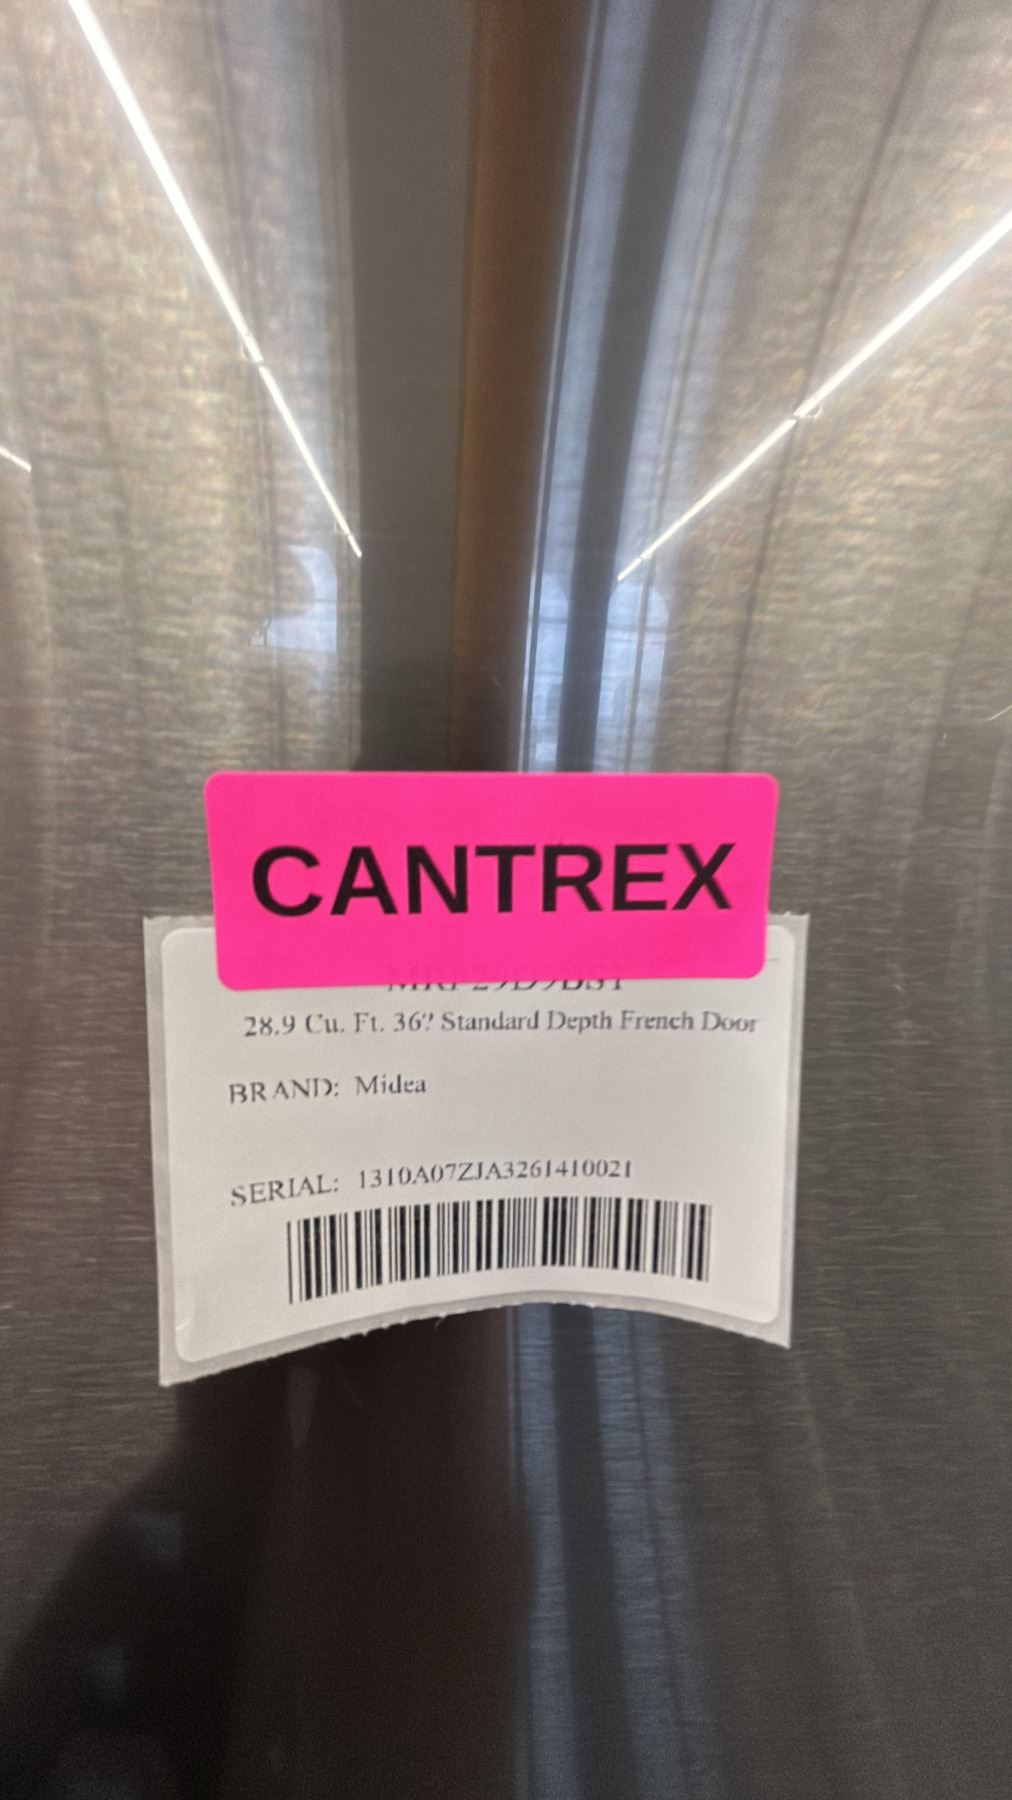 CANTREX
28.9 Cu. Ft. 36? Standard Depth French Door
BRAND: Midea
SERIAL: 1310A07ZJA3261410021